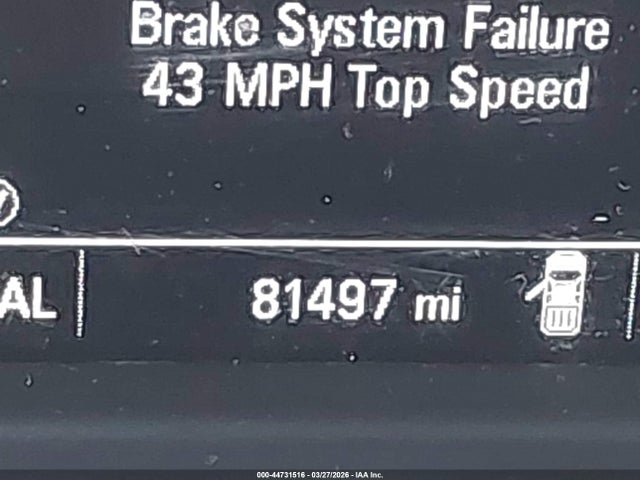 Brake System Failure
43 MPH Top Speed
AL 81497 mi
000-44731516 - 03/27/2026 - IAA Inc.